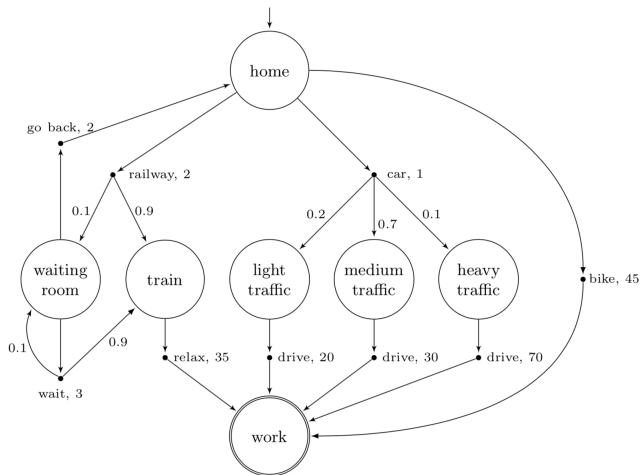 home
go back, 2
railway, 2
car, 1
0.1
0.9
0.2
0.7
0.1
waiting
room
train
light
traffic
medium
traffic
heavy
traffic
bike, 45
0.1
0.9
relax, 35
drive, 20
drive, 30
drive, 70
wait, 3
work